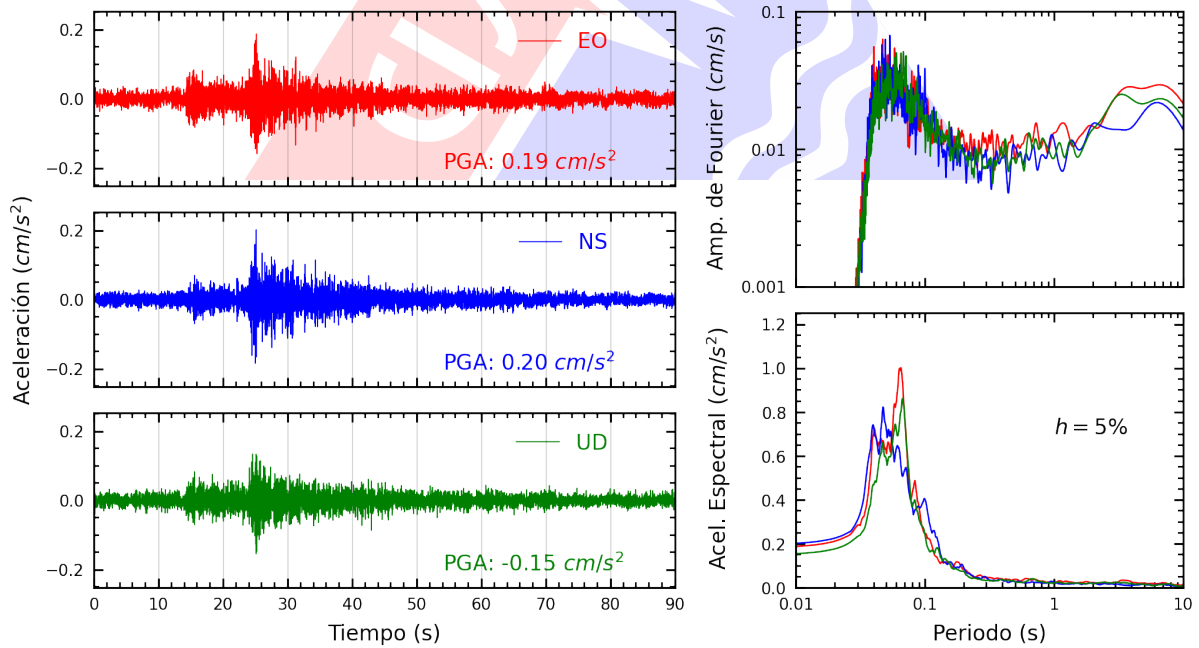 Aceleración (cm/s²)
0.2
0.0
−0.2
EO
PGA: 0.19 cm/s²
0.2
0.0
−0.2
NS
PGA: 0.20 cm/s²
0.2
0.0
−0.2
UD
PGA: -0.15 cm/s²
0 10 20 30 40 50 60 70 80 90
Tiempo (s)
Amp. de Fourier (cm/s)
0.1
0.01
0.001
Acel. Espectral (cm/s²)
1.2
1.0
0.8
0.6
0.4
0.2
0.0
h = 5%
0.01 0.1 1 10
Periodo (s)